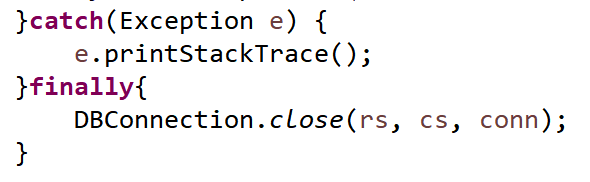 }catch(Exception e) {
    e.printStackTrace();
}finally{
    DBConnection.close(rs, cs, conn);
}